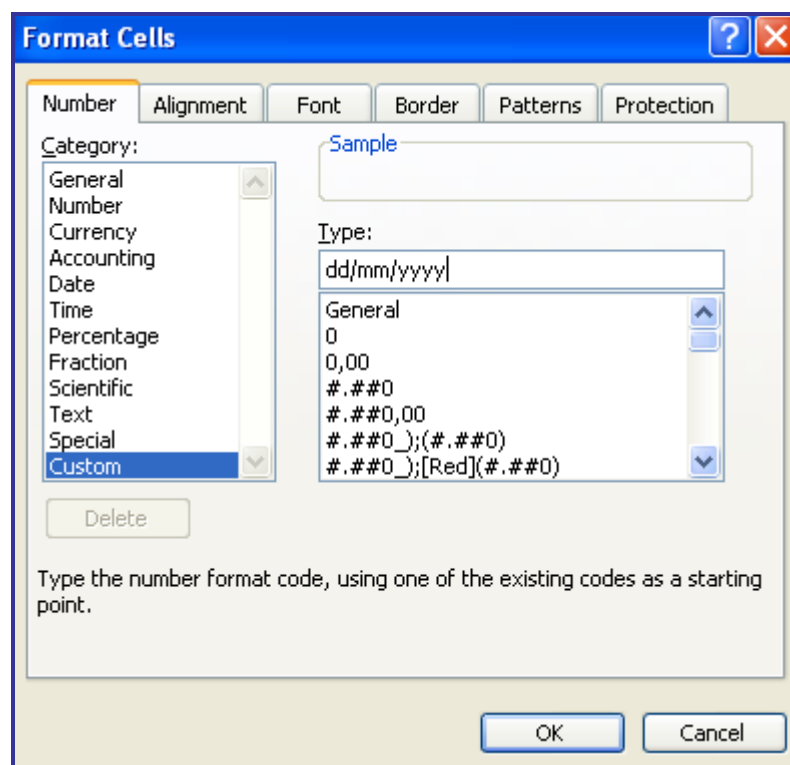 Format Cells
?
Number Alignment Font Border Patterns Protection
Category:
General
Number
Currency
Accounting
Date
Time
Percentage
Fraction
Scientific
Text
Special
Custom
Delete
Sample
Type:
dd/mm/yyyy
General
0
0,00
#.##0
#.##0,00
#.##0_);(#.##0)
#.##0_);[Red](#.##0)
Type the number format code, using one of the existing codes as a starting
point.
OK Cancel